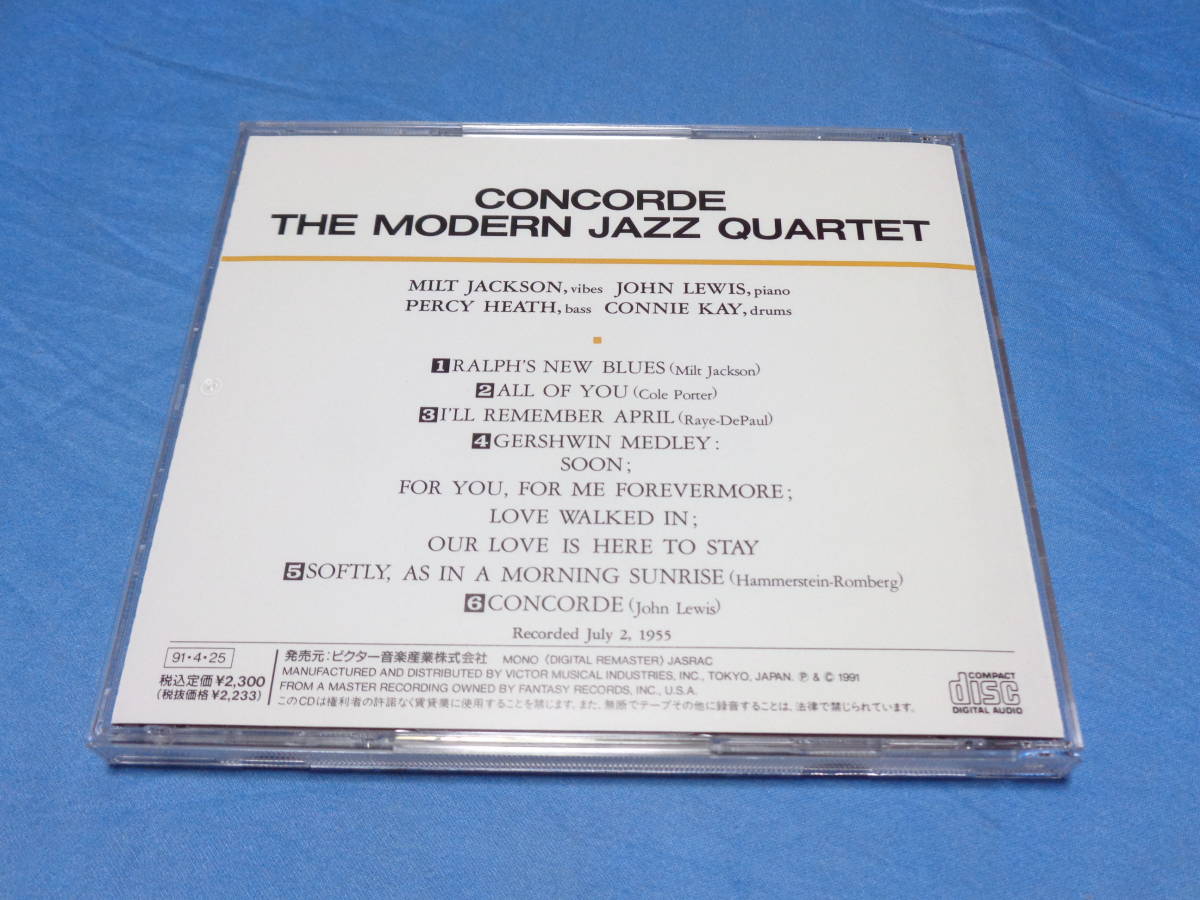 CONCORDE
THE MODERN JAZZ QUARTET
MILT JACKSON, vibes JOHN LEWIS, piano
PERCY HEATH, bass CONNIE KAY, drums
1 RALPH'S NEW BLUES (Milt Jackson)
2 ALL OF YOU (Cole Porter)
3 I'LL REMEMBER APRIL (Raye-DePaul)
4 GERSHWIN MEDLEY:
SOON;
FOR YOU, FOR ME FOREVERMORE;
LOVE WALKED IN;
OUR LOVE IS HERE TO STAY
5 SOFTLY, AS IN A MORNING SUNRISE (Hammerstein-Romberg)
6 CONCORDE (John Lewis)
Recorded July 2, 1955
91・4・25
税込定価¥2,300
(税抜価格¥2,233)
発売元:ビクター音楽産業株式会社 MONO〈DIGITAL REMASTER〉JASRAC
MANUFACTURED AND DISTRIBUTED BY VICTOR MUSICAL INDUSTRIES, INC., TOKYO, JAPAN. ℗ & © 1991
FROM A MASTER RECORDING OWNED BY FANTASY RECORDS, INC., U.S.A.
このCDは権利者の許諾なく賃貸業に使用することを禁じます。また、無断でテープその他に録音することは、法律で禁じられています。
COMPACT
disc
DIGITAL AUDIO